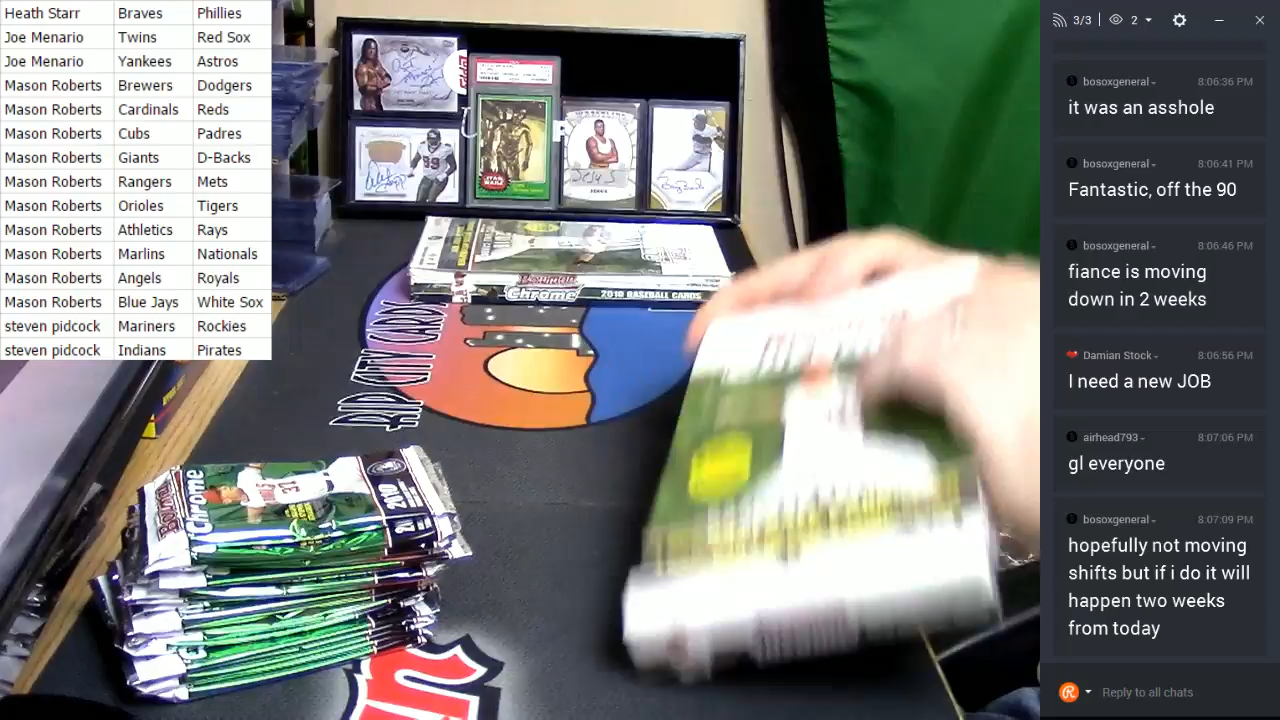 Heath Starr Braves Phillies
Joe Menario Twins Red Sox
Joe Menario Yankees Astros
Mason Roberts Brewers Dodgers
Mason Roberts Cardinals Reds
Mason Roberts Cubs Padres
Mason Roberts Giants D-Backs
Mason Roberts Rangers Mets
Mason Roberts Orioles Tigers
Mason Roberts Athletics Rays
Mason Roberts Marlins Nationals
Mason Roberts Angels Royals
Mason Roberts Blue Jays White Sox
steven pidcock Mariners Rockies
steven pidcock Indians Pirates
STAR WARS
Bowman
Chrome 2010 BASEBALL CARDS
RIP CITY CARDS
Bowman
Chrome
2010
3/3 2
bosoxgeneral 8:06:36 PM
it was an asshole
bosoxgeneral 8:06:41 PM
Fantastic, off the 90
bosoxgeneral 8:06:46 PM
fiance is moving
down in 2 weeks
Damian Stock 8:06:56 PM
I need a new JOB
airhead793 8:07:06 PM
gl everyone
bosoxgeneral 8:07:09 PM
hopefully not moving
shifts but if i do it will
happen two weeks
from today
Reply to all chats